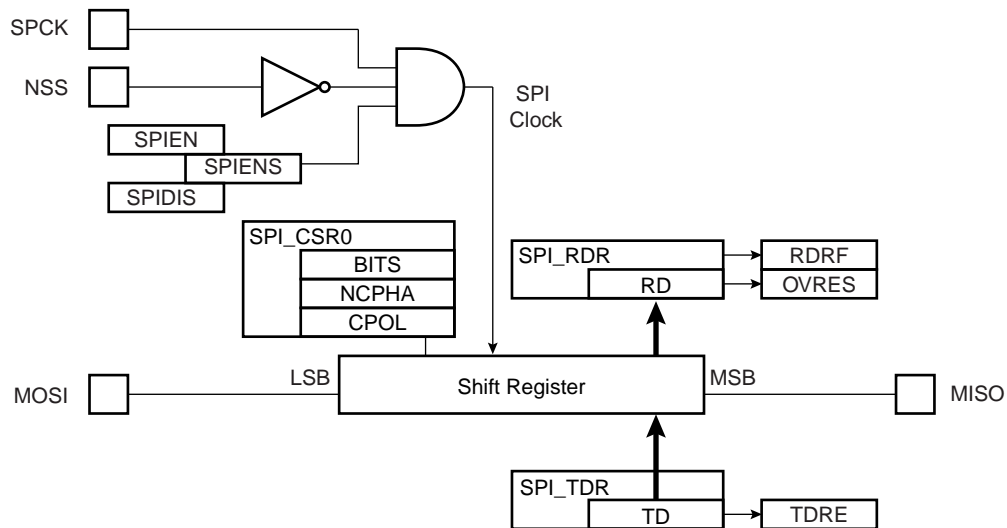 SPCK
NSS
SPI
Clock
SPIEN
SPIENS
SPIDIS
SPI_CSR0
BITS
NCPHA
CPOL
SPI_RDR
RD
RDRF
OVRES
MOSI
LSB
Shift Register
MSB
MISO
SPI_TDR
TD
TDRE